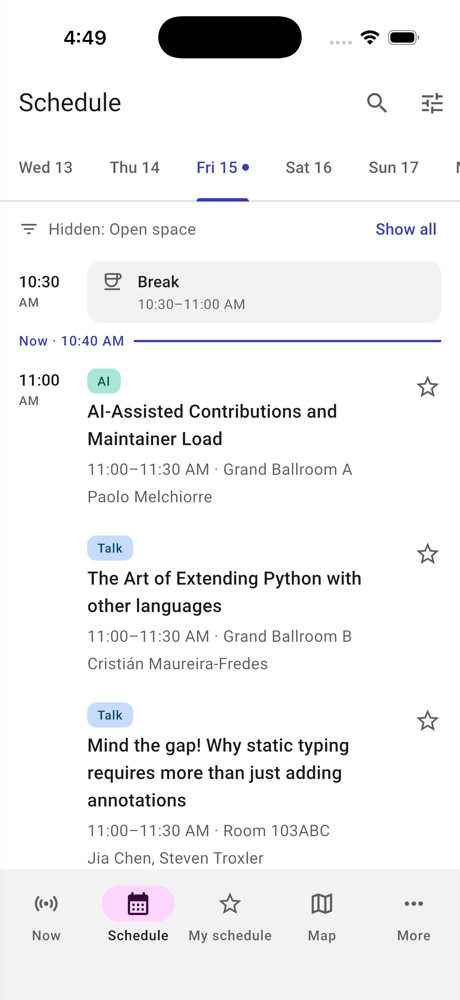 4:49
Schedule
Wed 13 Thu 14 Fri 15 Sat 16 Sun 17
Hidden: Open space Show all
10:30 AM
Break
10:30–11:00 AM
Now · 10:40 AM
11:00 AM
AI
AI-Assisted Contributions and
Maintainer Load
11:00–11:30 AM · Grand Ballroom A
Paolo Melchiorre
Talk
The Art of Extending Python with
other languages
11:00–11:30 AM · Grand Ballroom B
Cristián Maureira-Fredes
Talk
Mind the gap! Why static typing
requires more than just adding
annotations
11:00–11:30 AM · Room 103ABC
Jia Chen, Steven Troxler
Now Schedule My schedule Map More